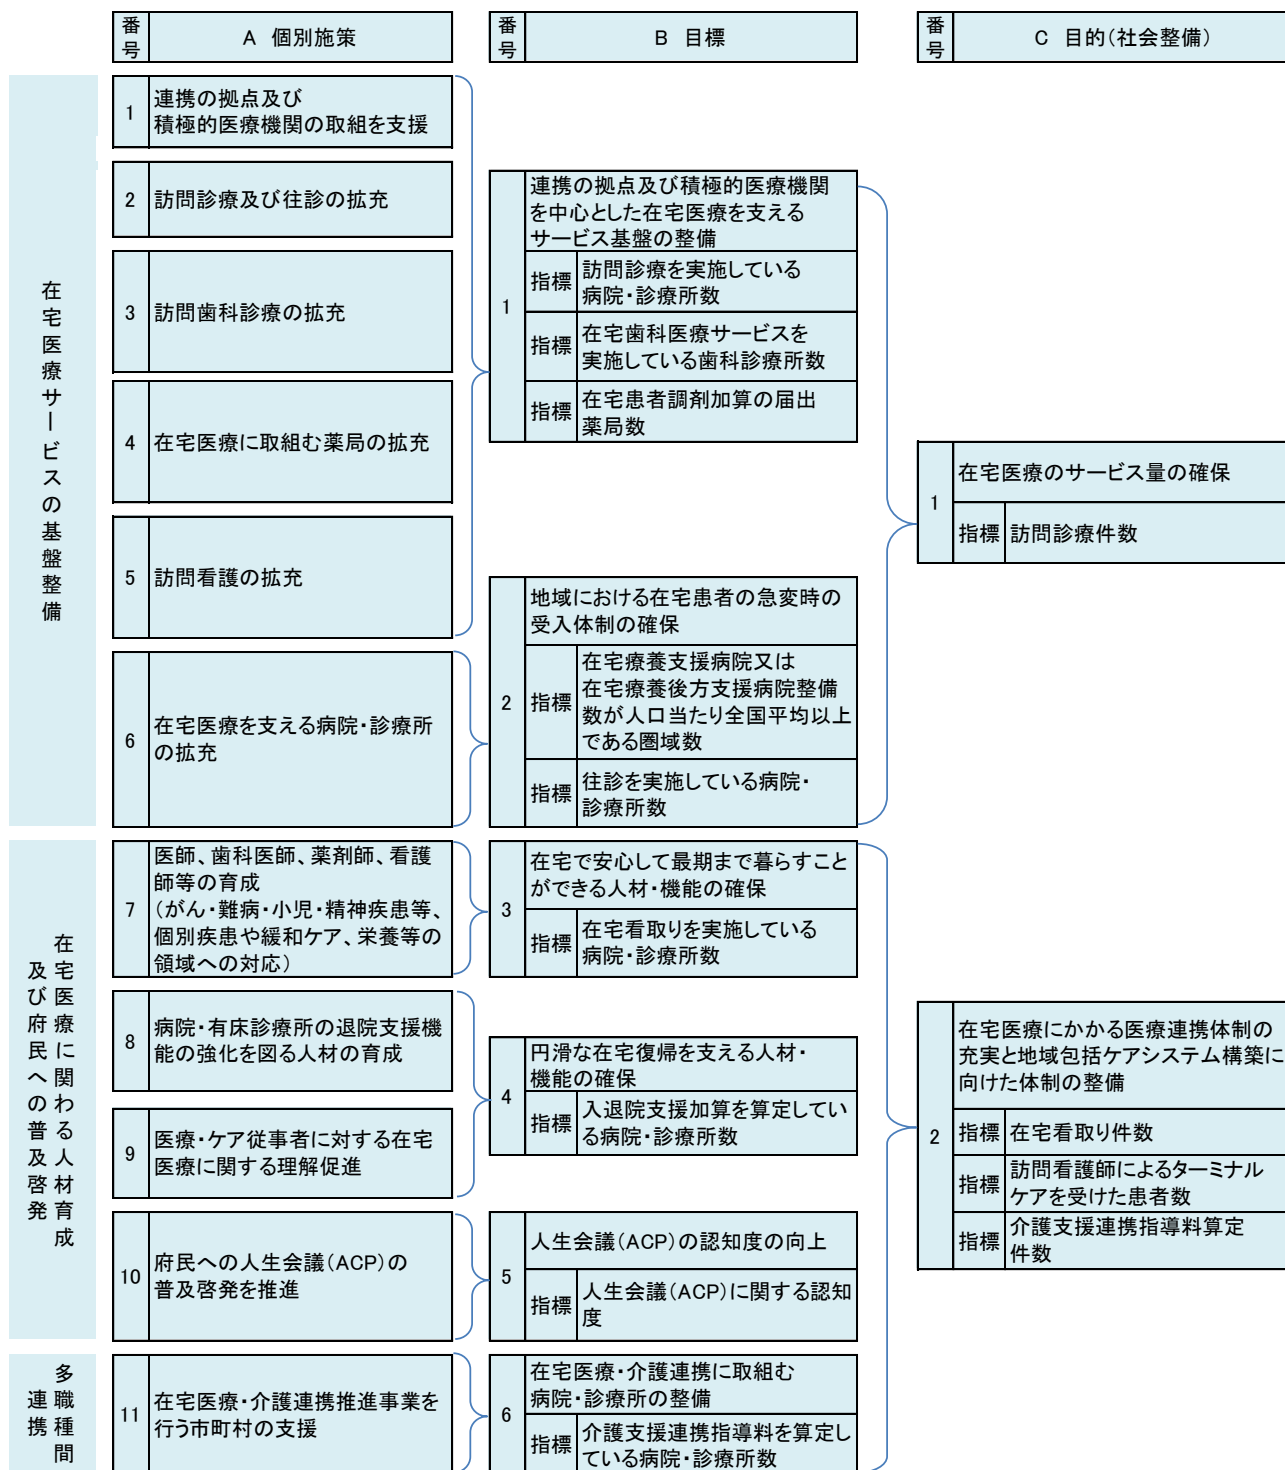 番号
A 個別施策
番号
B 目標
番号
C 目的(社会整備)
在宅医療サービスの基盤整備
1
連携の拠点及び
積極的医療機関の取組を支援
2
訪問診療及び往診の拡充
3
訪問歯科診療の拡充
4
在宅医療に取組む薬局の拡充
5
訪問看護の拡充
6
在宅医療を支える病院・診療所
の拡充
1
連携の拠点及び積極的医療機関
を中心とした在宅医療を支える
サービス基盤の整備
指標
訪問診療を実施している
病院・診療所数
指標
在宅歯科医療サービスを
実施している歯科診療所数
指標
在宅患者調剤加算の届出
薬局数
2
地域における在宅患者の急変時の
受入体制の確保
指標
在宅療養支援病院又は
在宅療養後方支援病院整備
数が人口当たり全国平均以上
である圏域数
指標
往診を実施している病院・
診療所数
1
在宅医療のサービス量の確保
指標
訪問診療件数
在宅医療に関わる人材育成
及び府民への普及啓発
7
医師、歯科医師、薬剤師、看護
師等の育成
(がん・難病・小児・精神疾患等、
個別疾患や緩和ケア、栄養等の
領域への対応)
8
病院・有床診療所の退院支援機
能の強化を図る人材の育成
9
医療・ケア従事者に対する在宅
医療に関する理解促進
10
府民への人生会議(ACP)の
普及啓発を推進
3
在宅で安心して最期まで暮らすこと
ができる人材・機能の確保
指標
在宅看取りを実施している
病院・診療所数
4
円滑な在宅復帰を支える人材・
機能の確保
指標
入退院支援加算を算定してい
る病院・診療所数
5
人生会議(ACP)の認知度の向上
指標
人生会議(ACP)に関する認知
度
2
在宅医療にかかる医療連携体制の
充実と地域包括ケアシステム構築に
向けた体制の整備
指標
在宅看取り件数
指標
訪問看護師によるターミナル
ケアを受けた患者数
指標
介護支援連携指導料算定
件数
多職種間
連携
11
在宅医療・介護連携推進事業を
行う市町村の支援
6
在宅医療・介護連携に取組む
病院・診療所の整備
指標
介護支援連携指導料を算定し
ている病院・診療所数